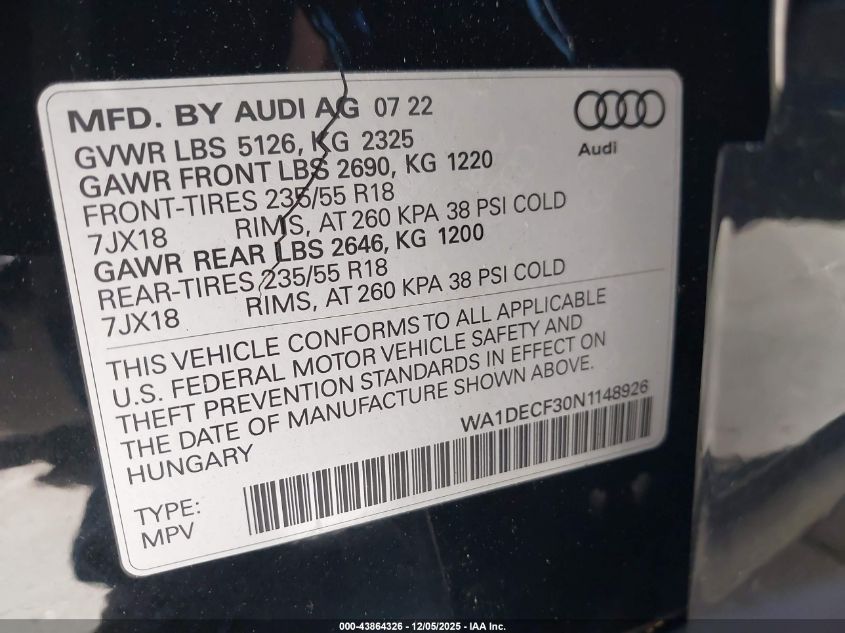 MFD. BY AUDI AG 07 22
GVWR LBS 5126, KG 2325
GAWR FRONT LBS 2690, KG 1220
FRONT-TIRES 235/55 R18
7JX18 RIMS, AT 260 KPA 38 PSI COLD
GAWR REAR LBS 2646, KG 1200
REAR-TIRES 235/55 R18
7JX18 RIMS, AT 260 KPA 38 PSI COLD
Audi
THIS VEHICLE CONFORMS TO ALL APPLICABLE
U.S. FEDERAL MOTOR VEHICLE SAFETY AND
THEFT PREVENTION STANDARDS IN EFFECT ON
THE DATE OF MANUFACTURE SHOWN ABOVE.
HUNGARY
WA1DECF30N1148926
TYPE:
MPV
000-43864326 - 12/05/2025 - IAA Inc.